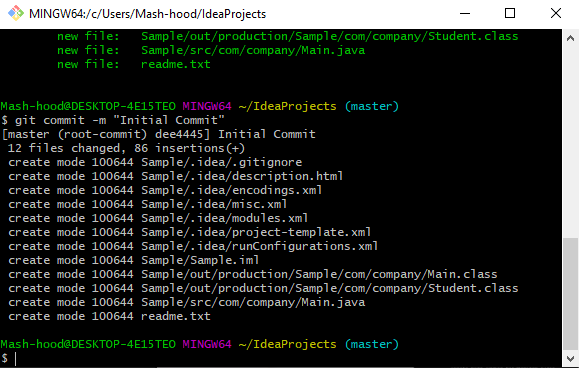 MINGW64:/c/Users/Mash-hood/IdeaProjects
new file:   Sample/out/production/Sample/com/company/Student.class
new file:   Sample/src/com/company/Main.java
new file:   readme.txt
Mash-hood@DESKTOP-4E15TEO MINGW64 ~/IdeaProjects (master)
$ git commit -m "Initial Commit"
[master (root-commit) dee4445] Initial Commit
12 files changed, 86 insertions(+)
create mode 100644 Sample/.idea/.gitignore
create mode 100644 Sample/.idea/description.html
create mode 100644 Sample/.idea/encodings.xml
create mode 100644 Sample/.idea/misc.xml
create mode 100644 Sample/.idea/modules.xml
create mode 100644 Sample/.idea/project-template.xml
create mode 100644 Sample/.idea/runConfigurations.xml
create mode 100644 Sample/Sample.iml
create mode 100644 Sample/out/production/Sample/com/company/Main.class
create mode 100644 Sample/out/production/Sample/com/company/Student.class
create mode 100644 Sample/src/com/company/Main.java
create mode 100644 readme.txt
Mash-hood@DESKTOP-4E15TEO MINGW64 ~/IdeaProjects (master)
$